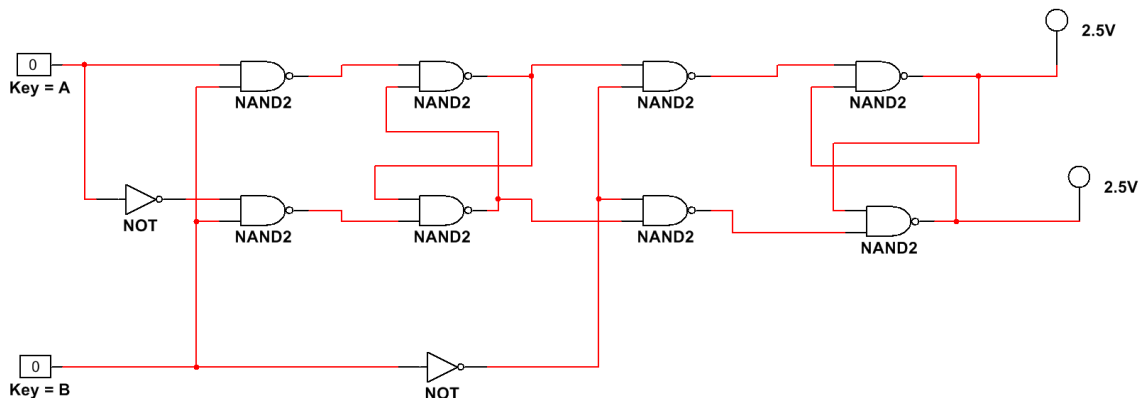 2.5V
0
Key = A
NAND2
NAND2
NAND2
NAND2
2.5V
NOT
NAND2
NAND2
NAND2
NAND2
0
Key = B
NOT